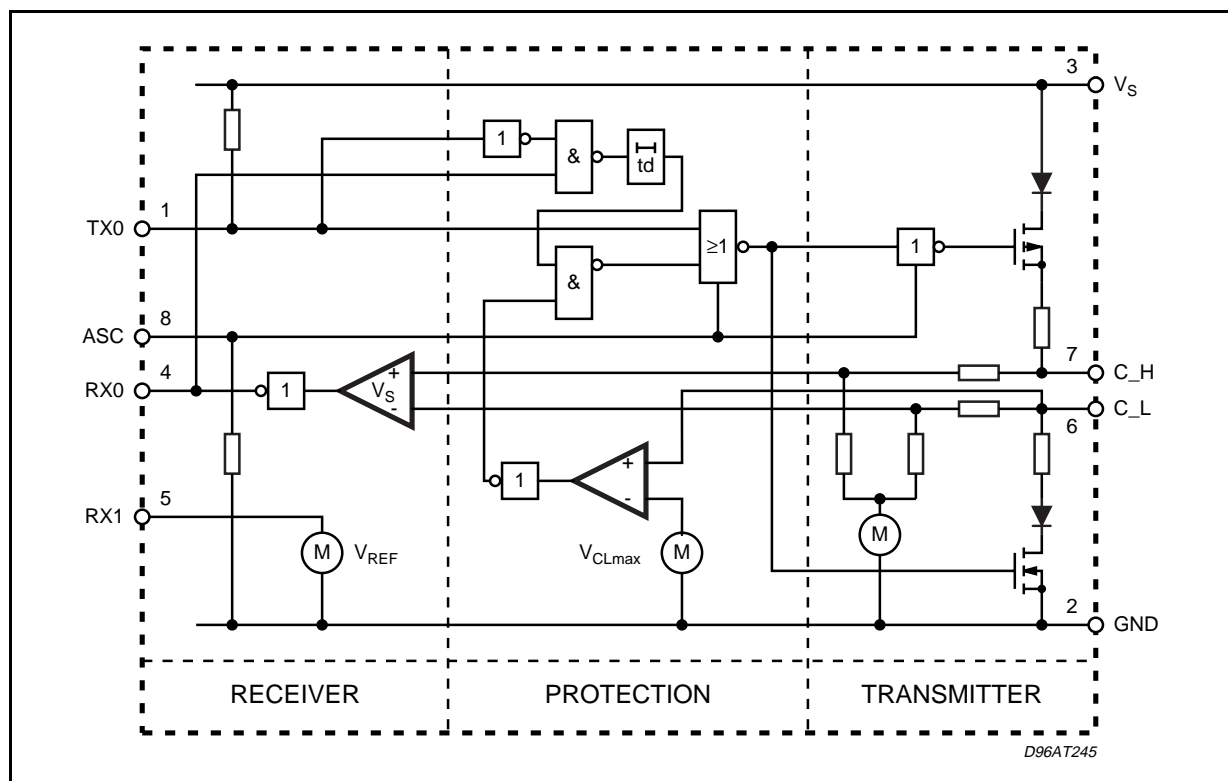 3
V_S
1
&
td
1
TX0
≥1
1
&
8
ASC
7
4
+
C_H
RX0
1
V_S
-
C_L
6
+
5
1
-
RX1
M
M
V_REF
V_CLmax
M
2
GND
RECEIVER
PROTECTION
TRANSMITTER
D96AT245